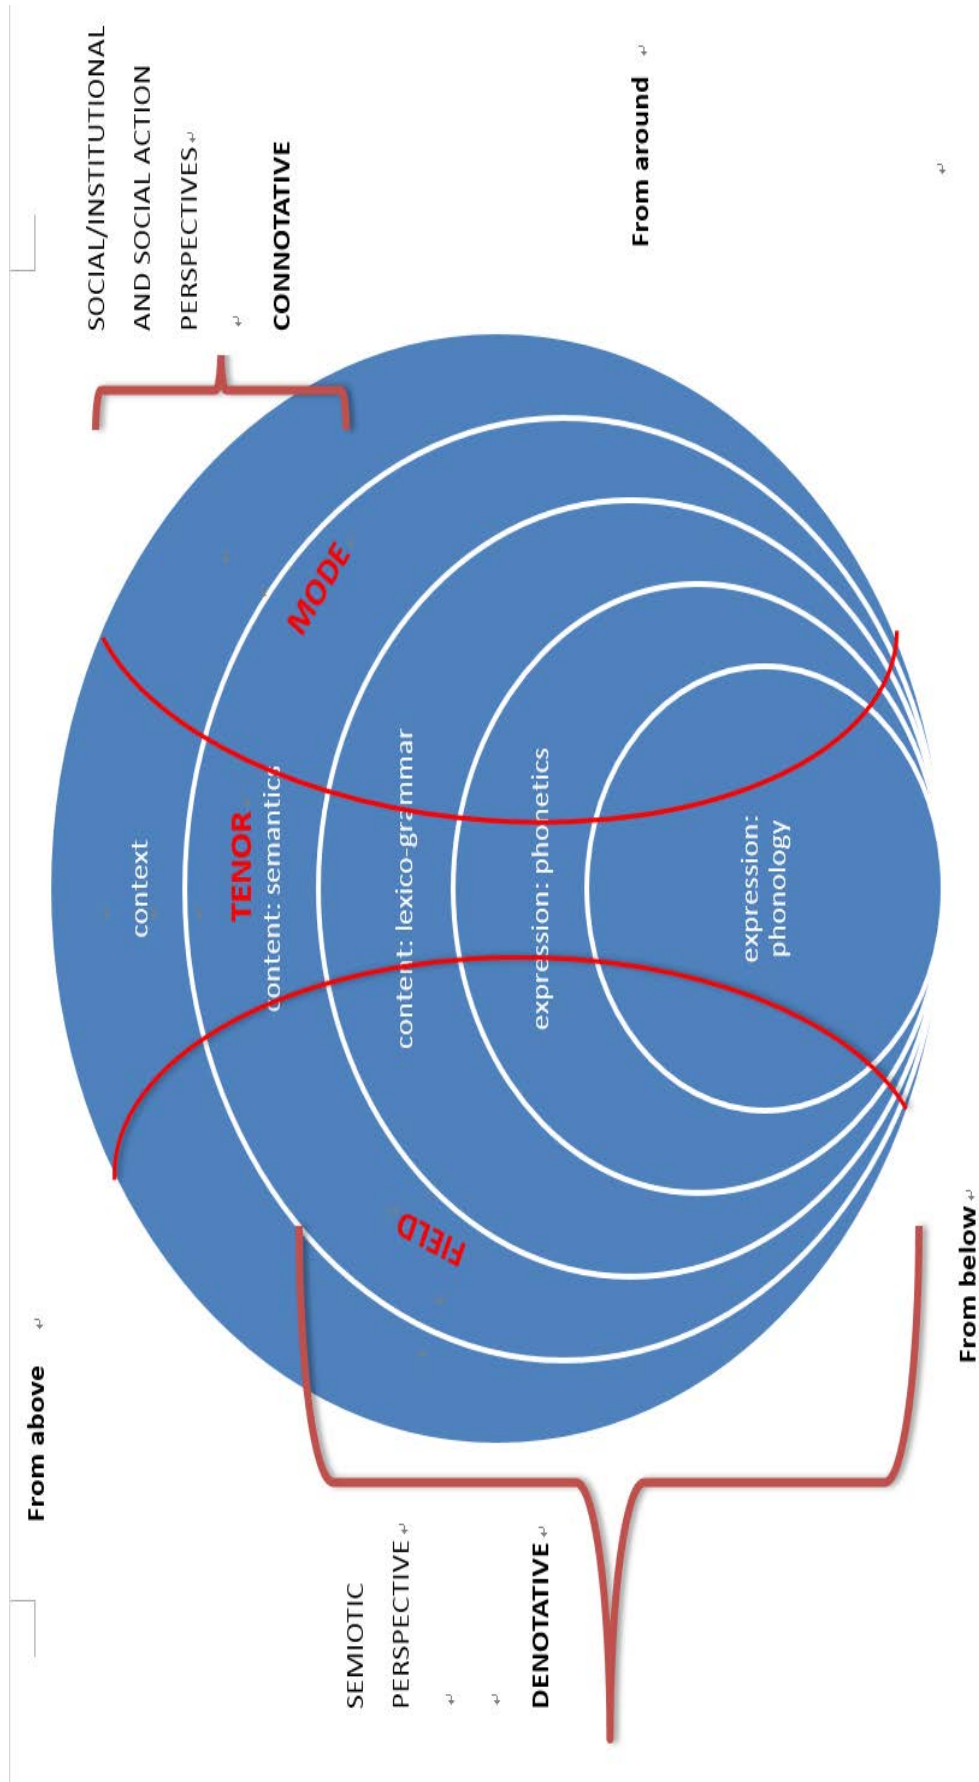 From above
SOCIAL/INSTITUTIONAL
AND SOCIAL ACTION
PERSPECTIVES
CONNOTATIVE
context
TENOR
content: semantics
MODE
SEMIOTIC
PERSPECTIVE
DENOTATIVE
FIELD
content: lexico-grammar
expression: phonetics
From around
expression:
phonology
From below